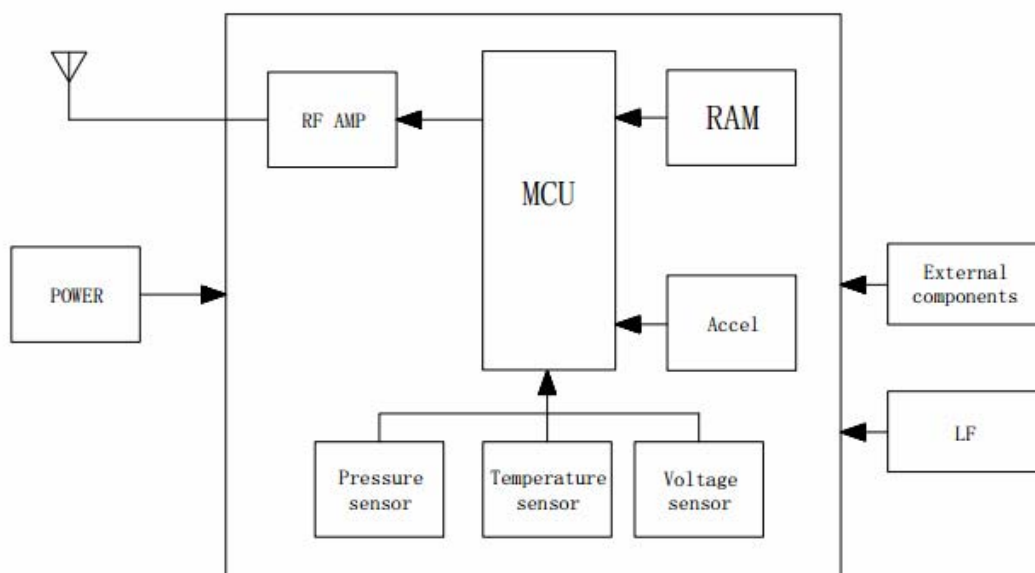 RF AMP
RAM
MCU
POWER
External
components
Accel
LF
Pressure
sensor
Temperature
sensor
Voltage
sensor